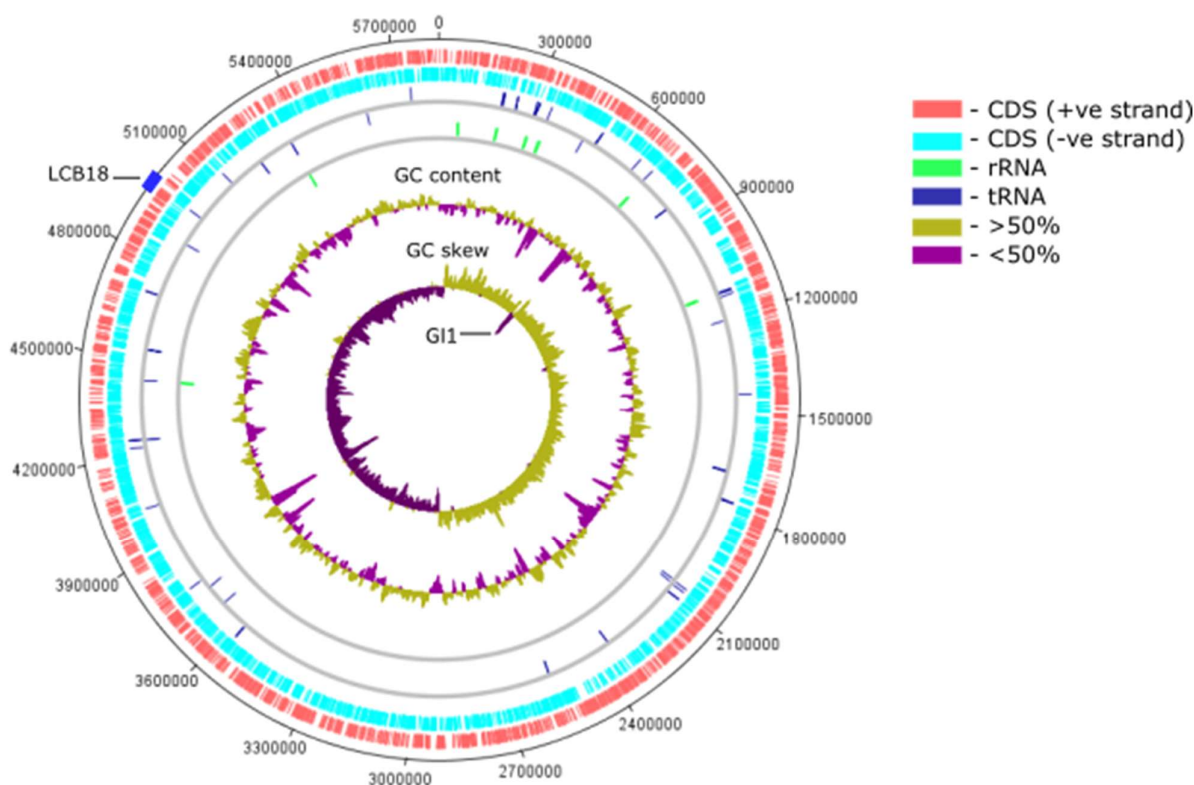 0
300000
600000
900000
1200000
1500000
1800000
2100000
2400000
2700000
3000000
3300000
3600000
3900000
4200000
4500000
4800000
LCB18
5100000
5400000
5700000
GC content
GC skew
GI1
- CDS (+ve strand)
- CDS (-ve strand)
- rRNA
- tRNA
- >50%
- <50%